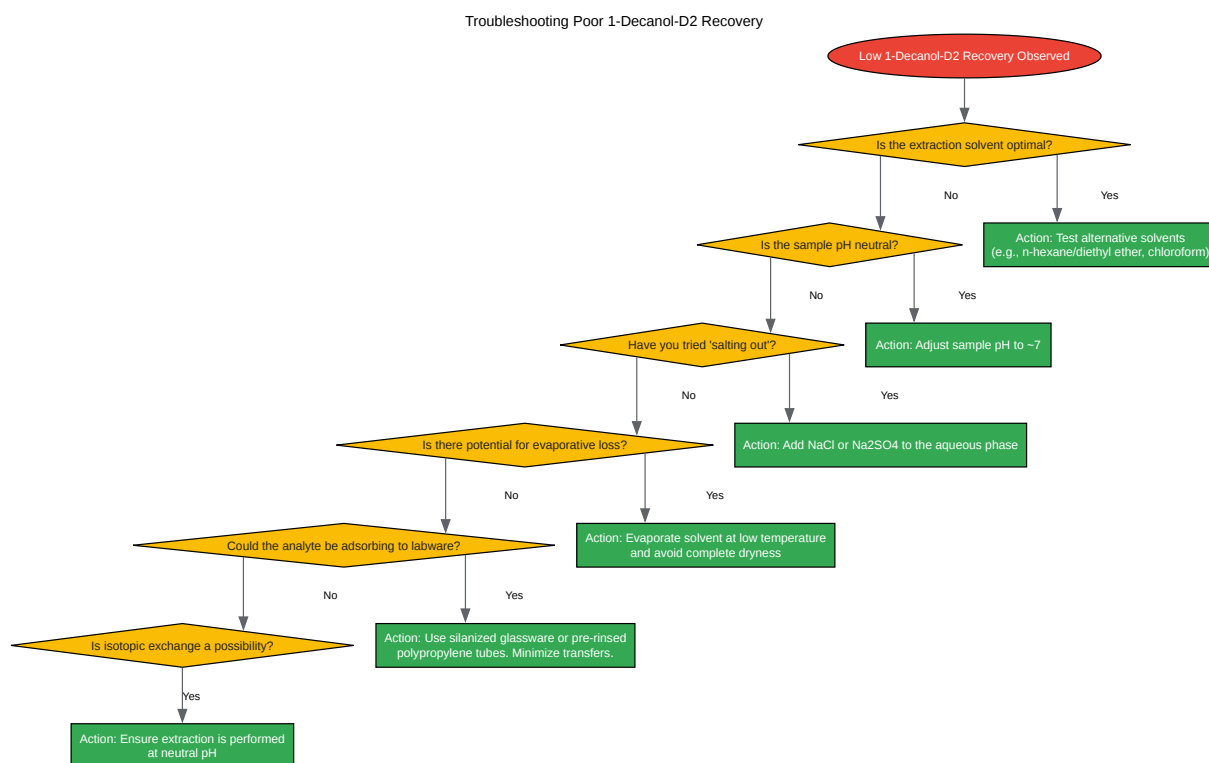 Troubleshooting Poor 1-Decanol-D2 Recovery
Low 1-Decanol-D2 Recovery Observed
Is the extraction solvent optimal?
No
Yes
Is the sample pH neutral?
Action: Test alternative solvents
(e.g., n-hexane/diethyl ether, chloroform)
No
Yes
Have you tried 'salting out'?
Action: Adjust sample pH to ~7
No
Yes
Is there potential for evaporative loss?
Action: Add NaCl or Na2SO4 to the aqueous phase
No
Yes
Could the analyte be adsorbing to labware?
Action: Evaporate solvent at low temperature
and avoid complete dryness
No
Yes
Is isotopic exchange a possibility?
Action: Use silanized glassware or pre-rinsed
polypropylene tubes. Minimize transfers.
Yes
Action: Ensure extraction is performed
at neutral pH